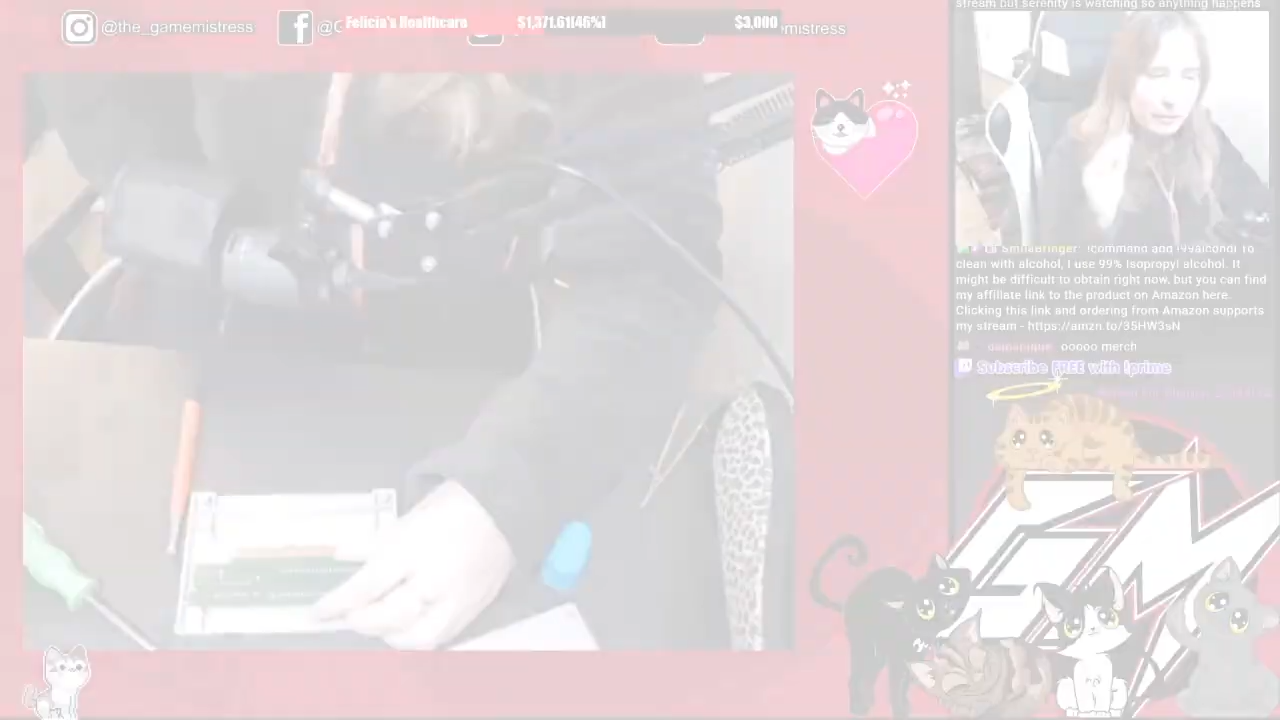 @the_gamemistress
Felicia's Healthcare $1,371.61(46%) $3,000
mistress
stream but serenity is watching so anything happens
SmileBringer: !command add !99alcohol To
clean with alcohol, I use 99% Isopropyl alcohol. It
might be difficult to obtain right now, but you can find
my affiliate link to the product on Amazon here.
Clicking this link and ordering from Amazon supports
my stream - https://amzn.to/35HW3sN
ooooo merch
Subscribe FREE with !prime
GM